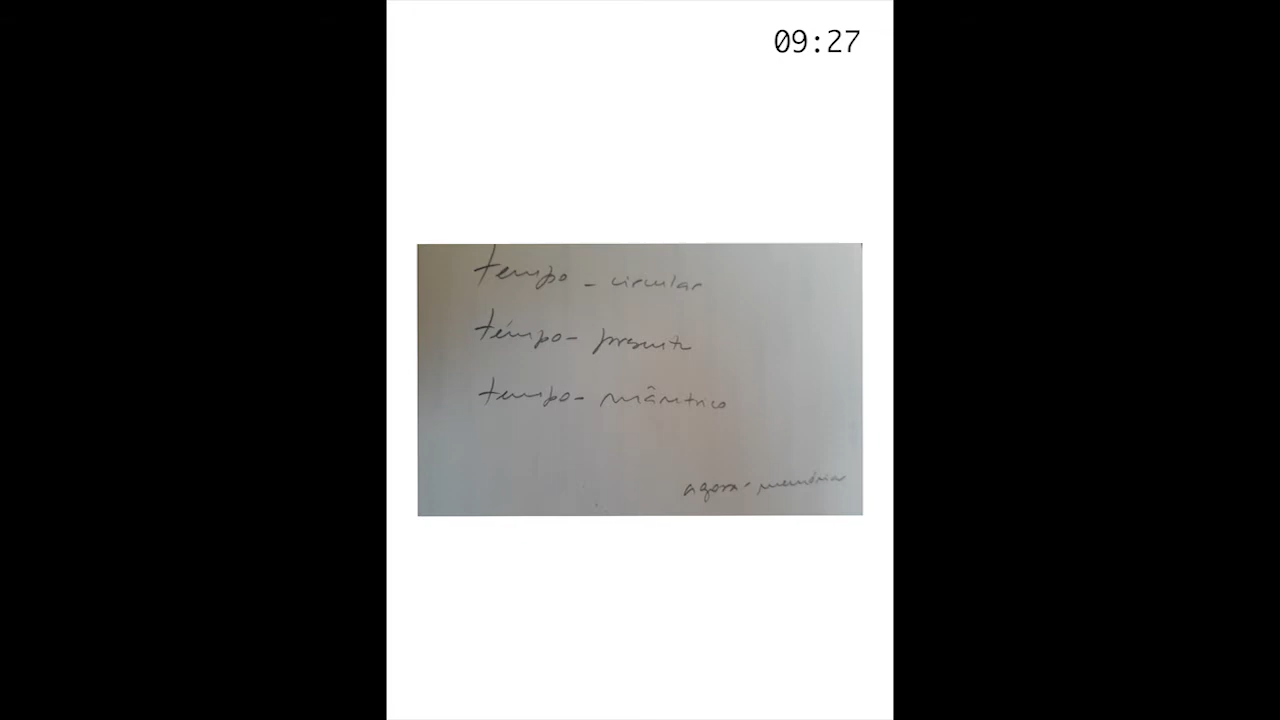 09:27
tempo - circular
tempo - presente
tempo - mântrico
agora - memória